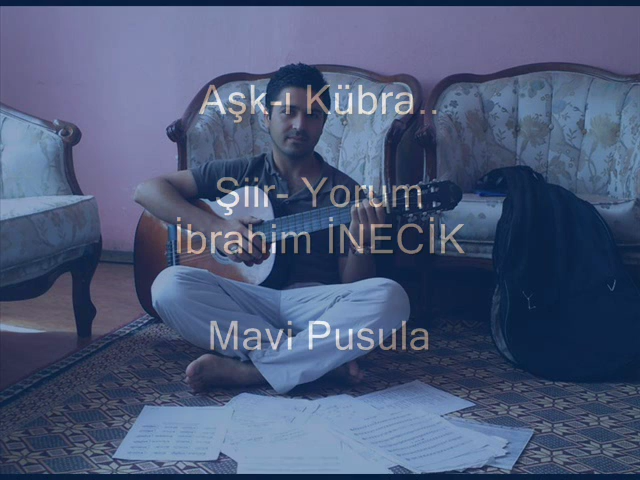 Aşk-ı Kübra..
Şiir- Yorum
İbrahim İNECİK
Mavi Pusula